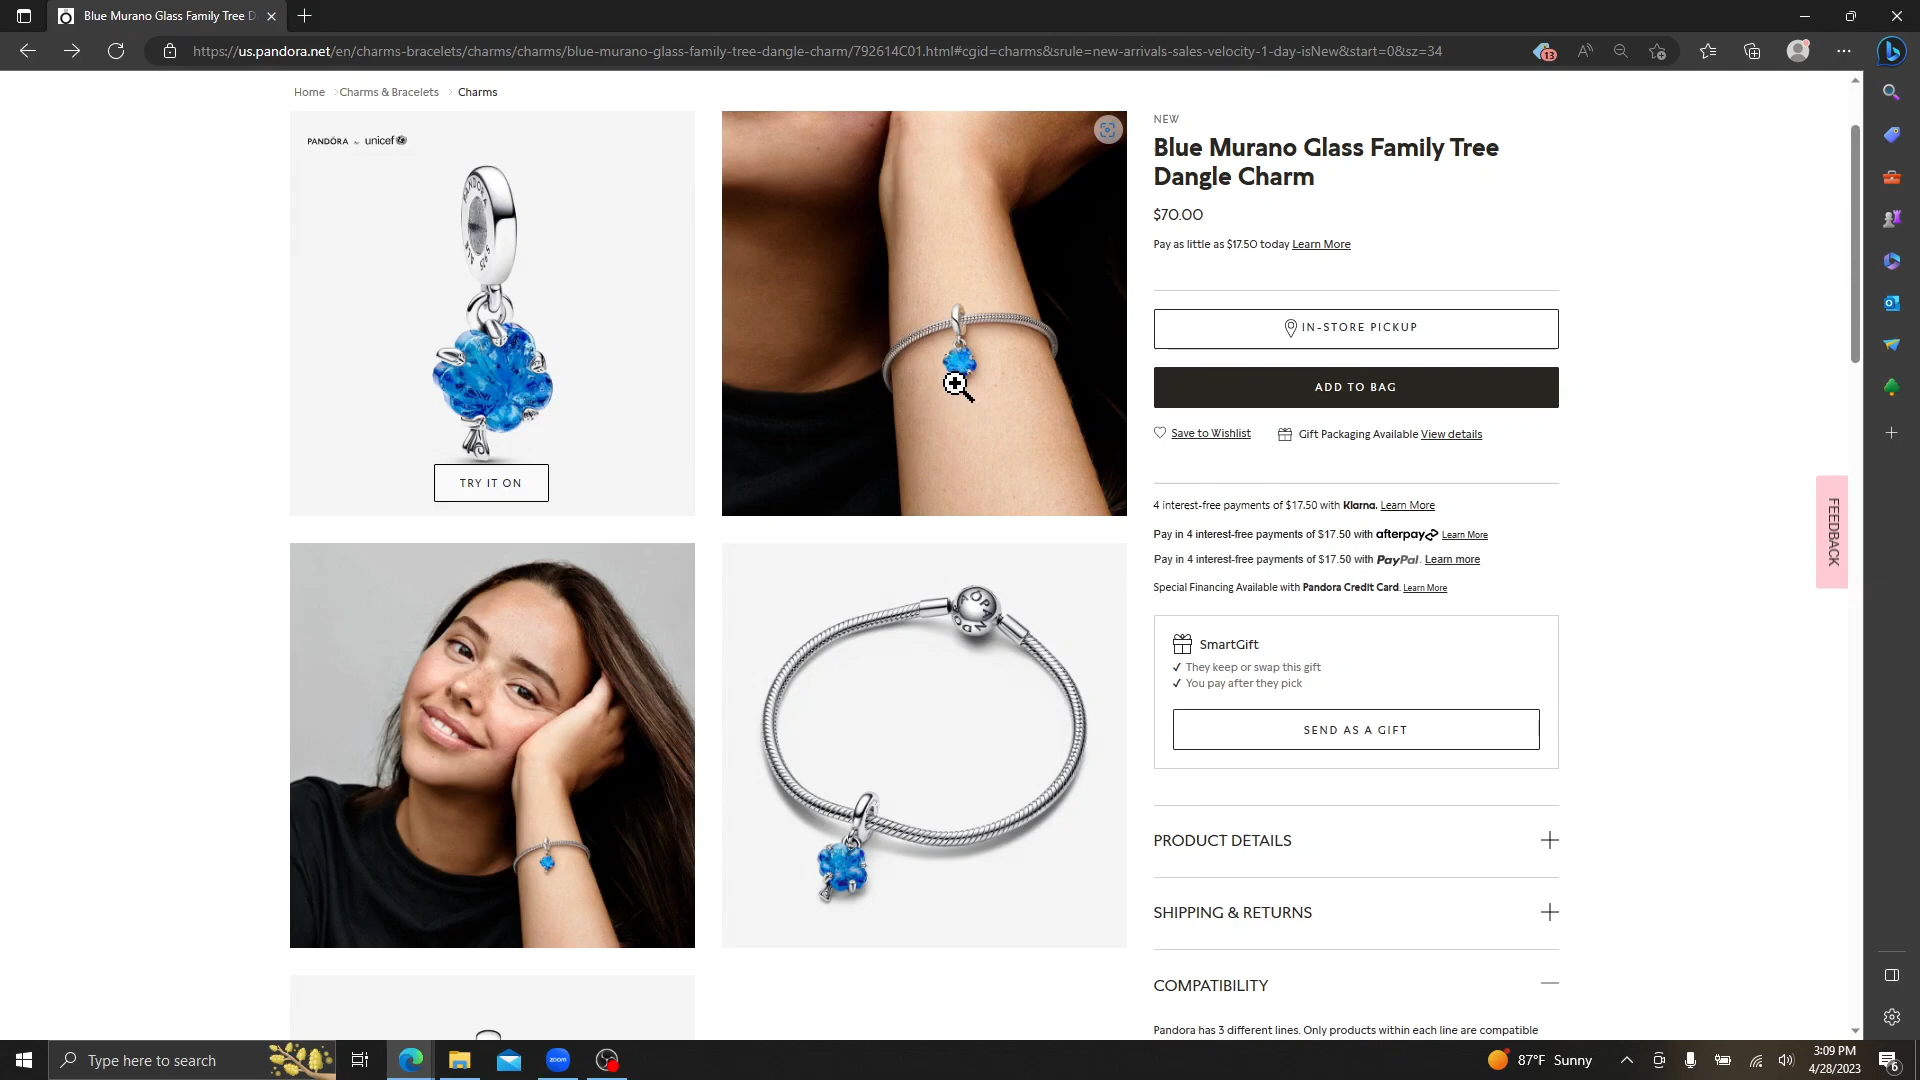 Blue Murano Glass Family Tree D
https://us.pandora.net/en/charms-bracelets/charms/charms/blue-murano-glass-family-tree-dangle-charm/792614C01.html#cgid=charms&srule=new-arrivals-sales-velocity-1-day-isNew&start=0&sz=34
13
Home > Charms & Bracelets > Charms
PANDÓRA for unicef
TRY IT ON
NEW
Blue Murano Glass Family Tree
Dangle Charm
$70.00
Pay as little as $17.50 today Learn More
IN-STORE PICKUP
ADD TO BAG
Save to Wishlist
Gift Packaging Available View details
4 interest-free payments of $17.50 with Klarna. Learn More
Pay in 4 interest-free payments of $17.50 with afterpay Learn More
Pay in 4 interest-free payments of $17.50 with PayPal. Learn more
Special Financing Available with Pandora Credit Card. Learn More
SmartGift
✓ They keep or swap this gift
✓ You pay after they pick
SEND AS A GIFT
FEEDBACK
PRODUCT DETAILS
SHIPPING & RETURNS
COMPATIBILITY
Pandora has 3 different lines. Only products within each line are compatible
Type here to search
zoom
87°F Sunny
3:09 PM
4/28/2023
6